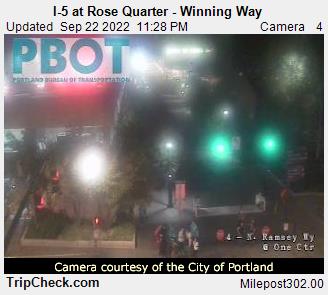 I-5 at Rose Quarter - Winning Way
Updated Sep 22 2022 11:28 PM Camera 4
PBOT
PORTLAND BUREAU OF TRANSPORTATION
4 - N. Ramsey Wy
@ One Ctr
Camera courtesy of the City of Portland
TripCheck.com Milepost302.00